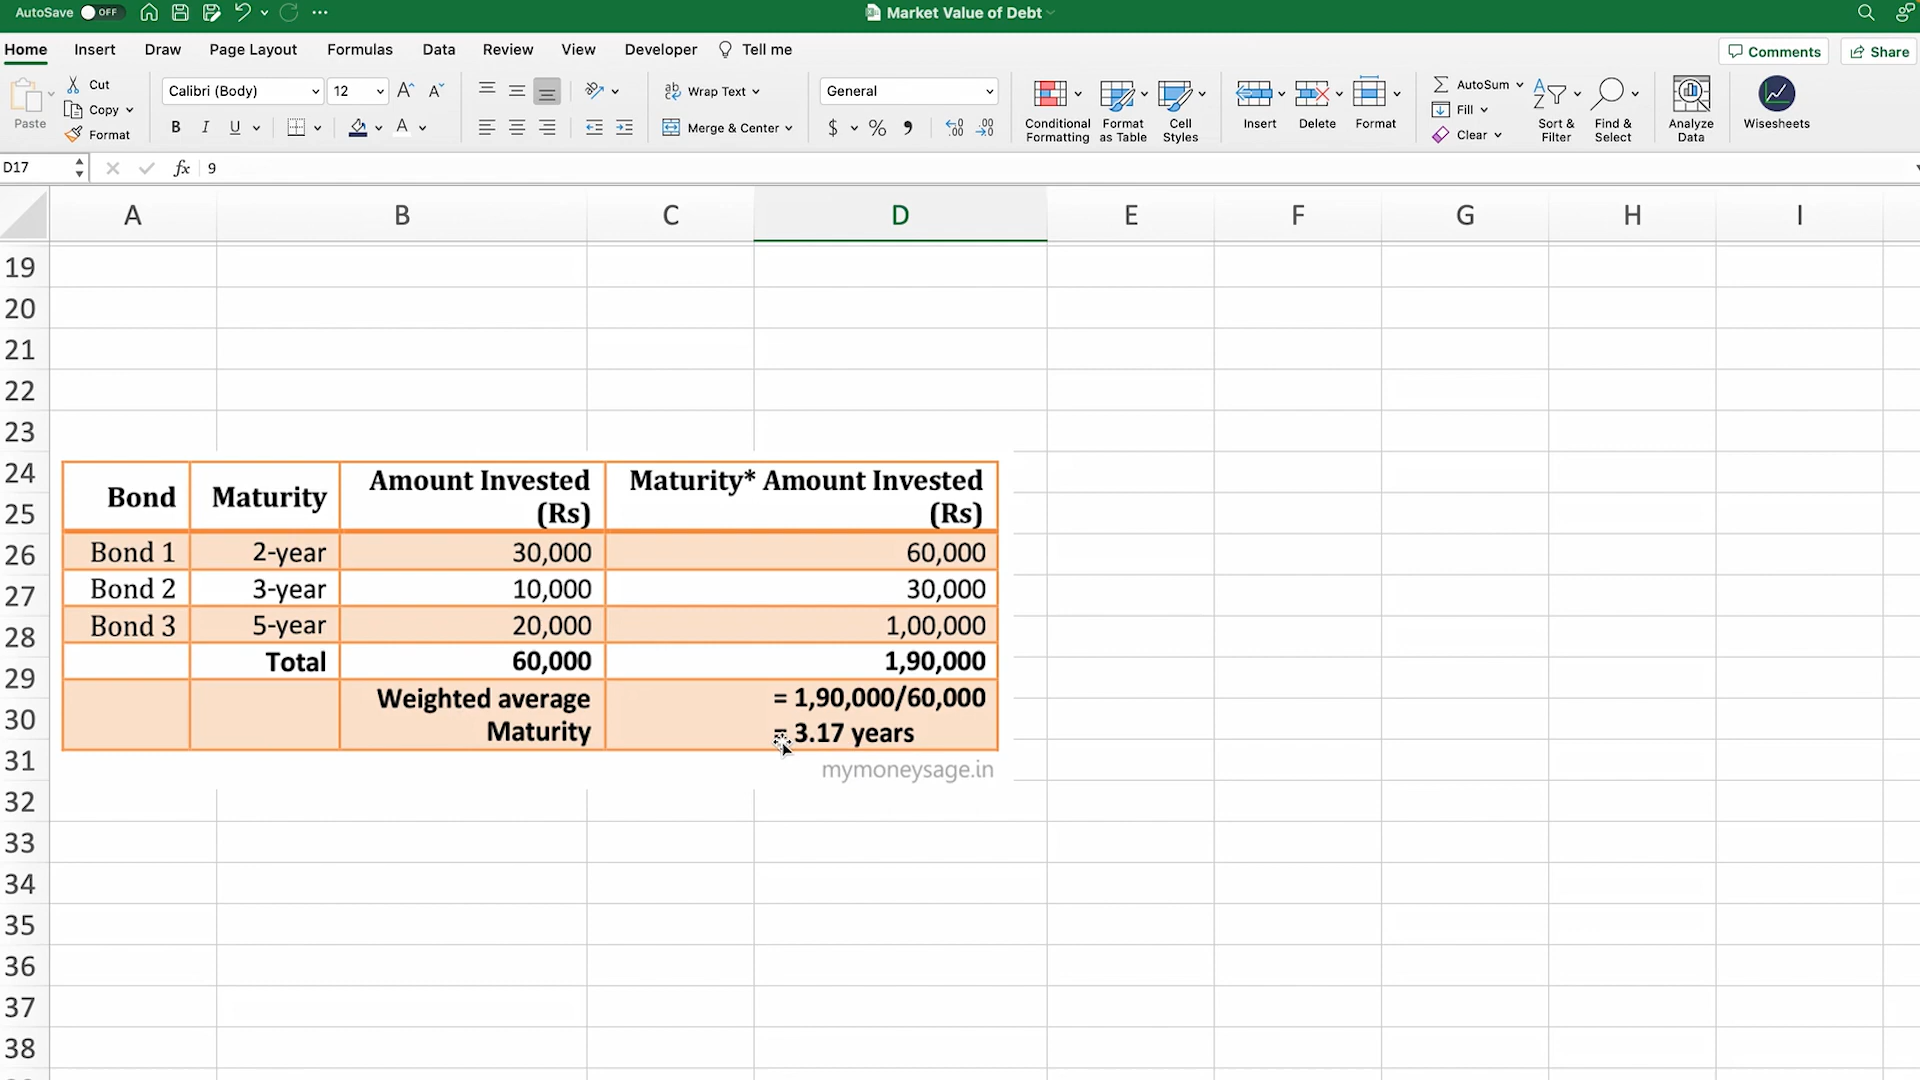 AutoSave OFF Market Value of Debt
Home Insert Draw Page Layout Formulas Data Review View Developer Tell me Comments Share
Paste Cut Copy Format
Calibri (Body) 12 A A
B I U A
Wrap Text
Merge & Center
General
$ % 9
.00 .00
Conditional Formatting
Format as Table
Cell Styles
Insert Delete Format
AutoSum Fill Clear
Sort & Filter
Find & Select
Analyze Data
Wisesheets
D17 fx 9
A B C D E F G H I
19
20
21
22
23
24
25
26
27
28
29
30
31
32
33
34
35
36
37
38
Bond Maturity Amount Invested (Rs) Maturity* Amount Invested (Rs)
Bond 1 2-year 30,000 60,000
Bond 2 3-year 10,000 30,000
Bond 3 5-year 20,000 1,00,000
Total 60,000 1,90,000
Weighted average Maturity = 1,90,000/60,000
= 3.17 years
mymoneysage.in